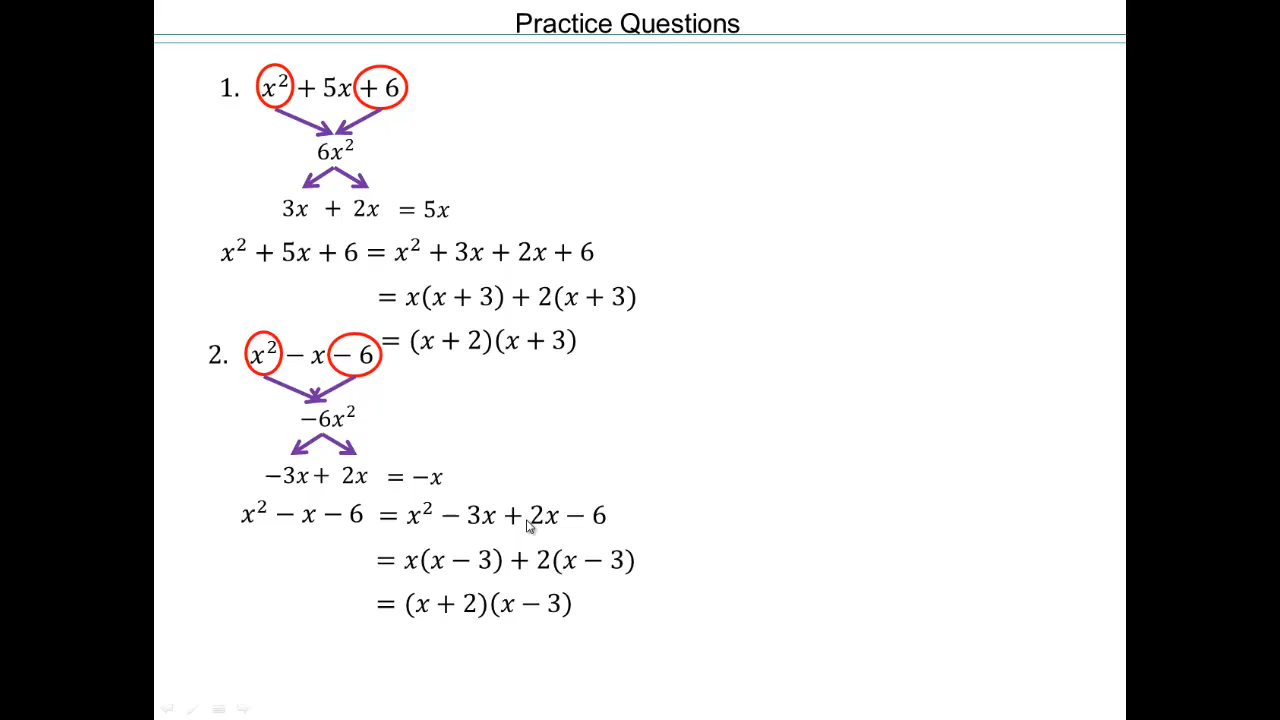 Practice Questions
1. x² + 5x + 6
6x²
3x + 2x = 5x
x² + 5x + 6 = x² + 3x + 2x + 6
= x(x + 3) + 2(x + 3)
= (x + 2)(x + 3)
2. x² − x − 6
−6x²
−3x + 2x = −x
x² − x − 6 = x² − 3x + 2x − 6
= x(x − 3) + 2(x − 3)
= (x + 2)(x − 3)